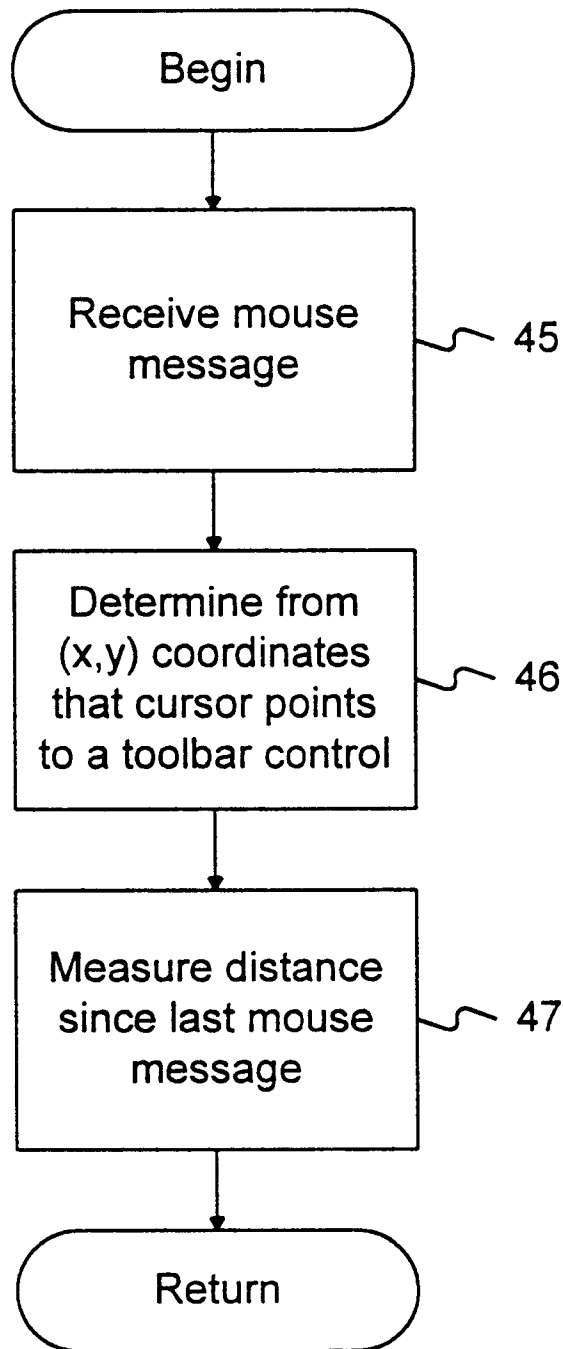 Begin
Receive mouse
message
45
Determine from
(x,y) coordinates
that cursor points
to a toolbar control
46
Measure distance
since last mouse
message
47
Return